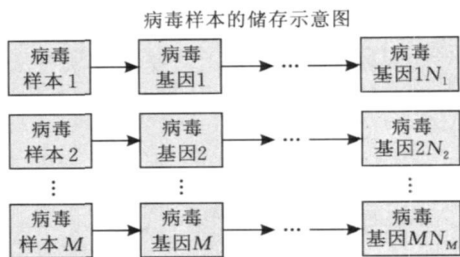 病毒样本的储存示意图
病毒
样本1
病毒
基因1
…
病毒
基因1N₁
病毒
样本2
病毒
基因2
…
病毒
基因2N₂
⋮
⋮
⋮
病毒
样本M
病毒
基因M
…
病毒
基因MN_M